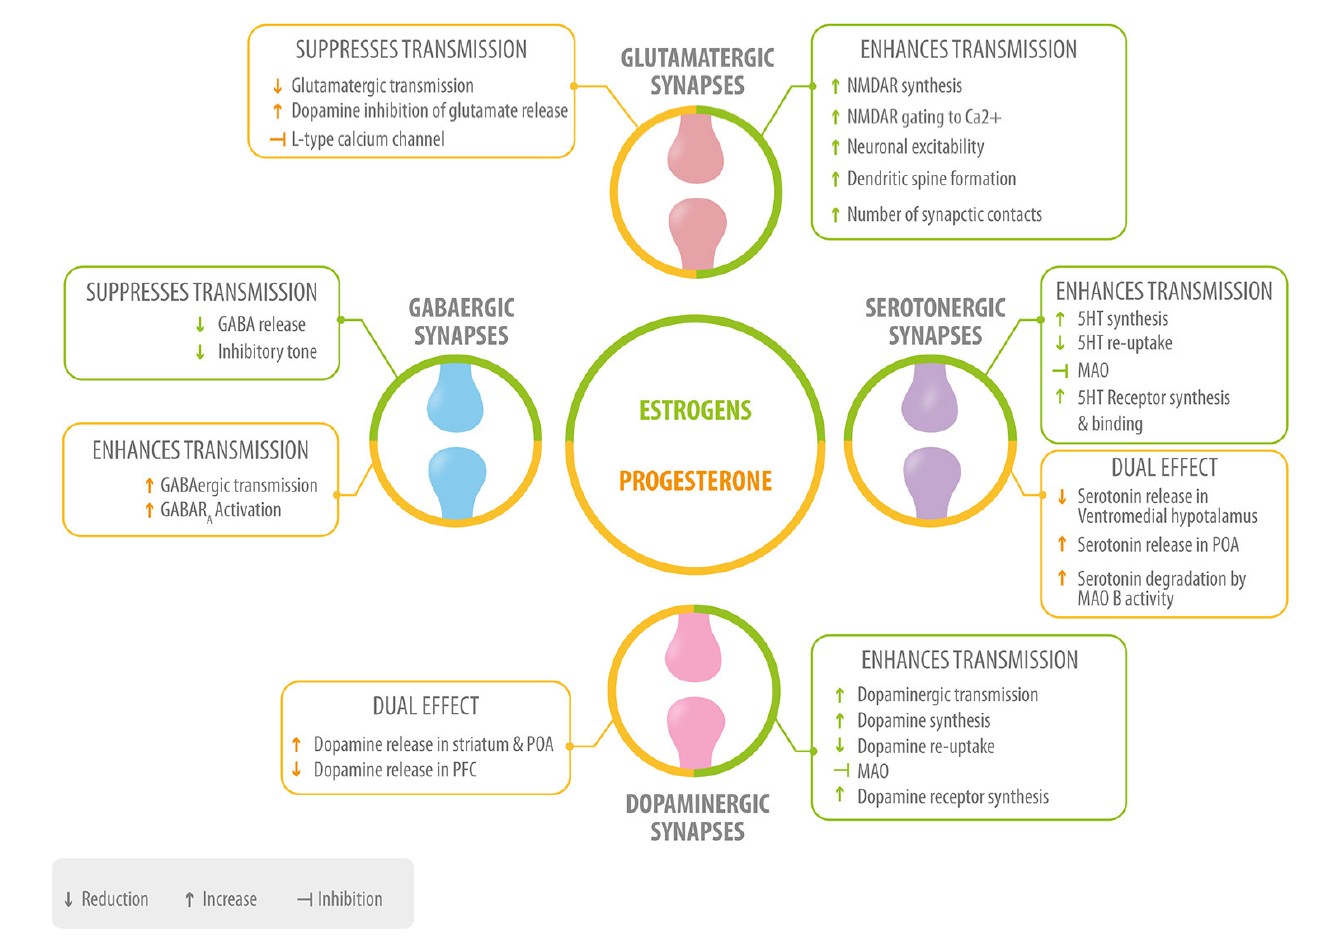 SUPPRESSES TRANSMISSION
↓ Glutamatergic transmission
↑ Dopamine inhibition of glutamate release
⊣ L-type calcium channel
GLUTAMATERGIC
SYNAPSES
ENHANCES TRANSMISSION
↑ NMDAR synthesis
↑ NMDAR gating to Ca2+
↑ Neuronal excitability
↑ Dendritic spine formation
↑ Number of synapctic contacts
SUPPRESSES TRANSMISSION
↓ GABA release
↓ Inhibitory tone
GABAERGIC
SYNAPSES
ENHANCES TRANSMISSION
↑ GABAergic transmission
↑ GABARA Activation
ESTROGENS
PROGESTERONE
SEROTONERGIC
SYNAPSES
ENHANCES TRANSMISSION
↑ 5HT synthesis
↓ 5HT re-uptake
⊣ MAO
↑ 5HT Receptor synthesis
& binding
DUAL EFFECT
↓ Serotonin release in
Ventromedial hypotalamus
↑ Serotonin release in POA
↑ Serotonin degradation by
MAO B activity
DUAL EFFECT
↑ Dopamine release in striatum & POA
↓ Dopamine release in PFC
DOPAMINERGIC
SYNAPSES
ENHANCES TRANSMISSION
↑ Dopaminergic transmission
↑ Dopamine synthesis
↓ Dopamine re-uptake
⊣ MAO
↑ Dopamine receptor synthesis
↓ Reduction ↑ Increase ⊣ Inhibition